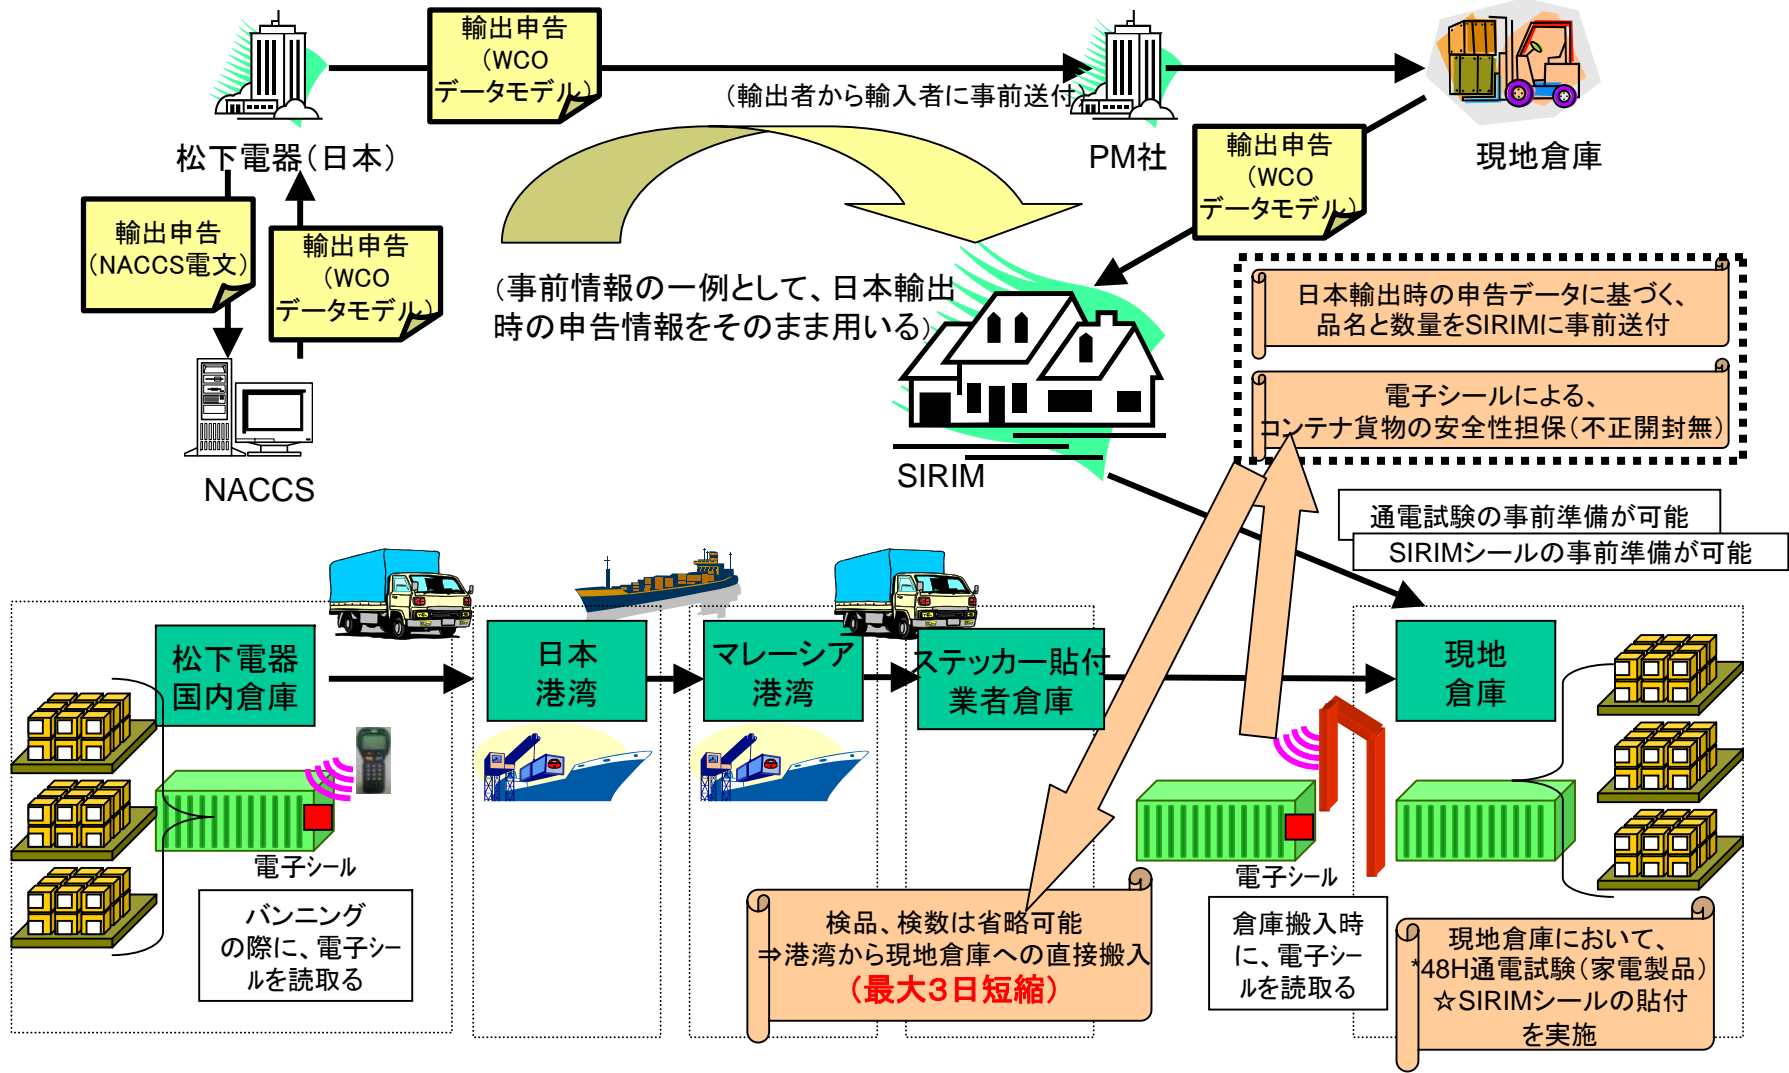 輸出申告
(WCO
データモデル)
(輸出者から輸入者に事前送付)
松下電器(日本)
PM社
現地倉庫
輸出申告
(WCO
データモデル)
輸出申告
(NACCS電文)
輸出申告
(WCO
データモデル)
(事前情報の一例として、日本輸出
時の申告情報をそのまま用いる)
日本輸出時の申告データに基づく、
品名と数量をSIRIMに事前送付
電子シールによる、
コンテナ貨物の安全性担保(不正開封無)
NACCS
SIRIM
通電試験の事前準備が可能
SIRIMシールの事前準備が可能
松下電器
国内倉庫
日本
港湾
マレーシア
港湾
ステッカー貼付
業者倉庫
現地
倉庫
電子シール
電子シール
バンニング
の際に、電子シー
ルを読取る
検品、検数は省略可能
⇒港湾から現地倉庫への直接搬入
(最大3日短縮)
倉庫搬入時
に、電子シー
ルを読取る
現地倉庫において、
*48H通電試験(家電製品)
☆SIRIMシールの貼付
を実施